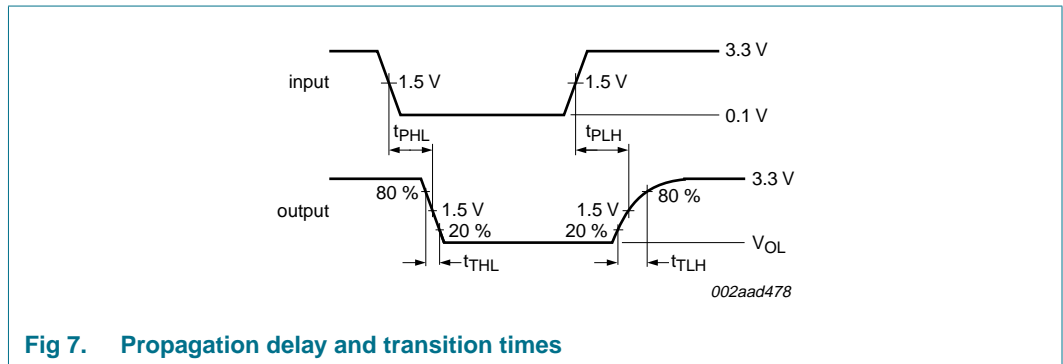 3.3 V
input
1.5 V
1.5 V
0.1 V
tPHL
tPLH
3.3 V
80 %
80 %
output
1.5 V
1.5 V
20 %
20 %
VOL
tTHL
tTLH
002aad478
Fig 7. Propagation delay and transition times